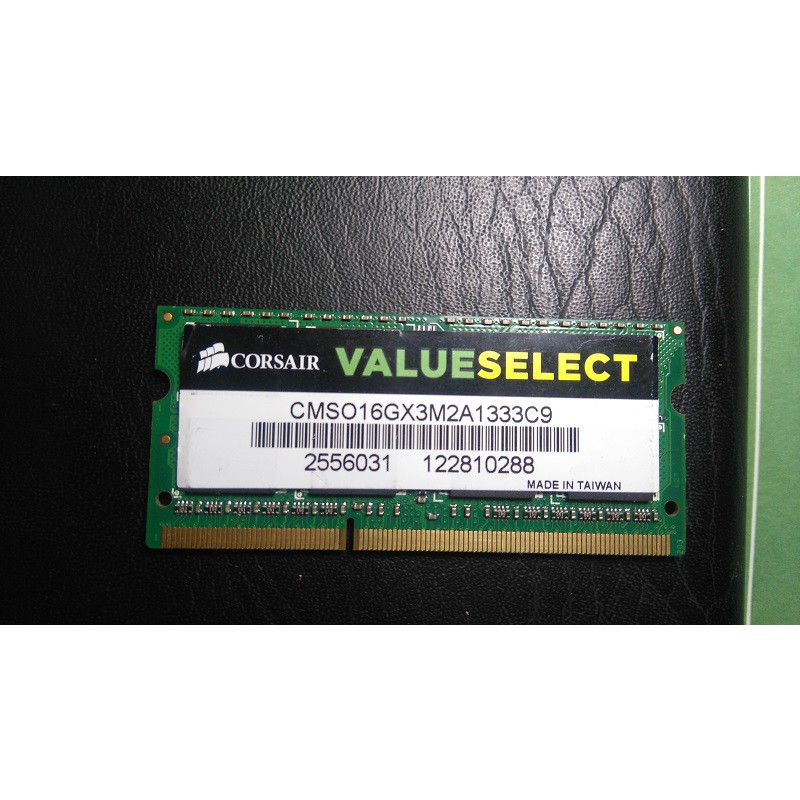 CORSAIR VALUESELECT
CMSO16GX3M2A1333C9
2556031 122810288
MADE IN TAIWAN